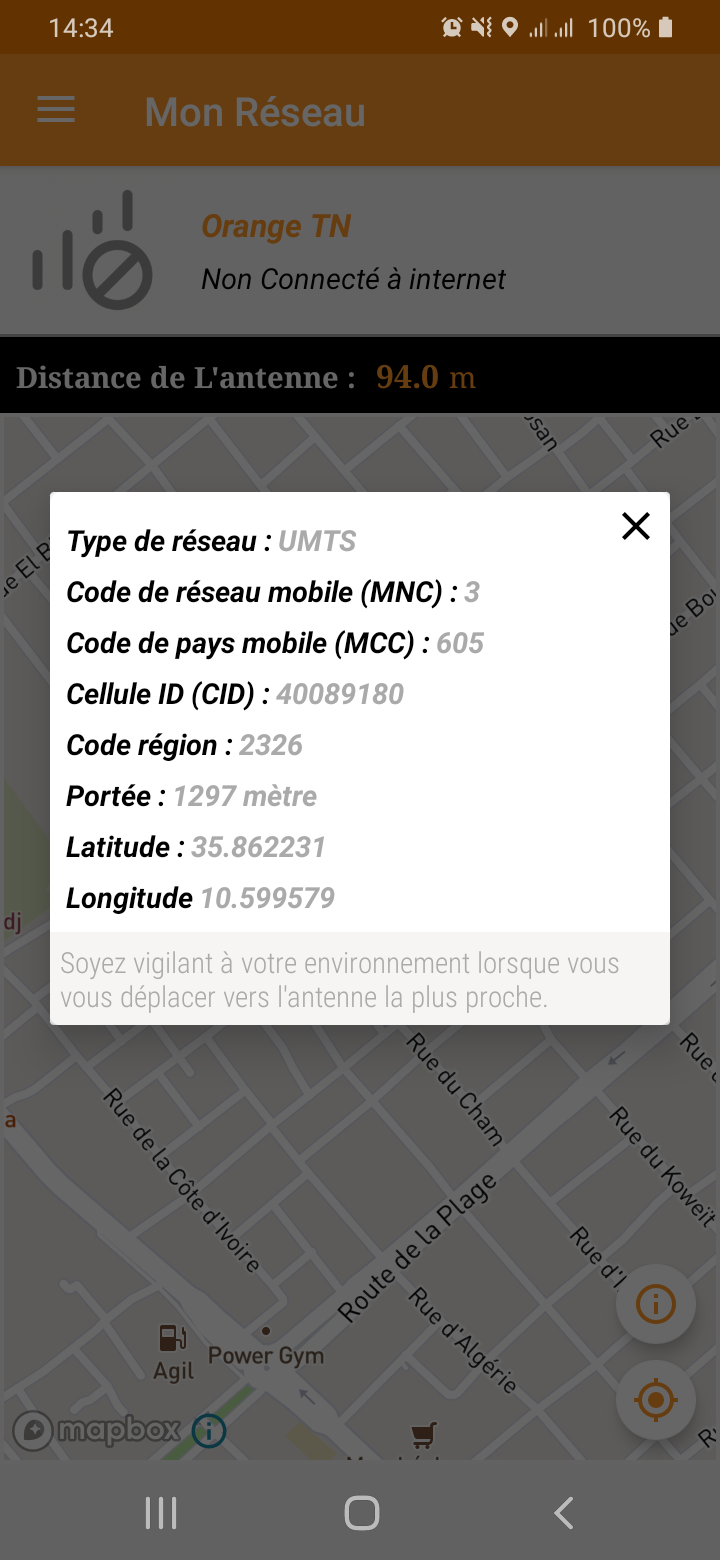 14:34
100%
Mon Réseau
Orange TN
Non Connecté à internet
Distance de L'antenne : 94.0 m
Rue
Type de réseau : UMTS
Code de réseau mobile (MNC) : 3
Code de pays mobile (MCC) : 605
Cellule ID (CID) : 40089180
Code région : 2326
Portée : 1297 mètre
Latitude : 35.862231
Longitude 10.599579
dj
Soyez vigilant à votre environnement lorsque vous
vous déplacer vers l'antenne la plus proche.
Rue du Cham
Rue de la Côte d'Ivoire
a
Rue du Koweït
Route de la Plage
Rue d'I
Rue d'Algérie
Power Gym
Agil
mapbox